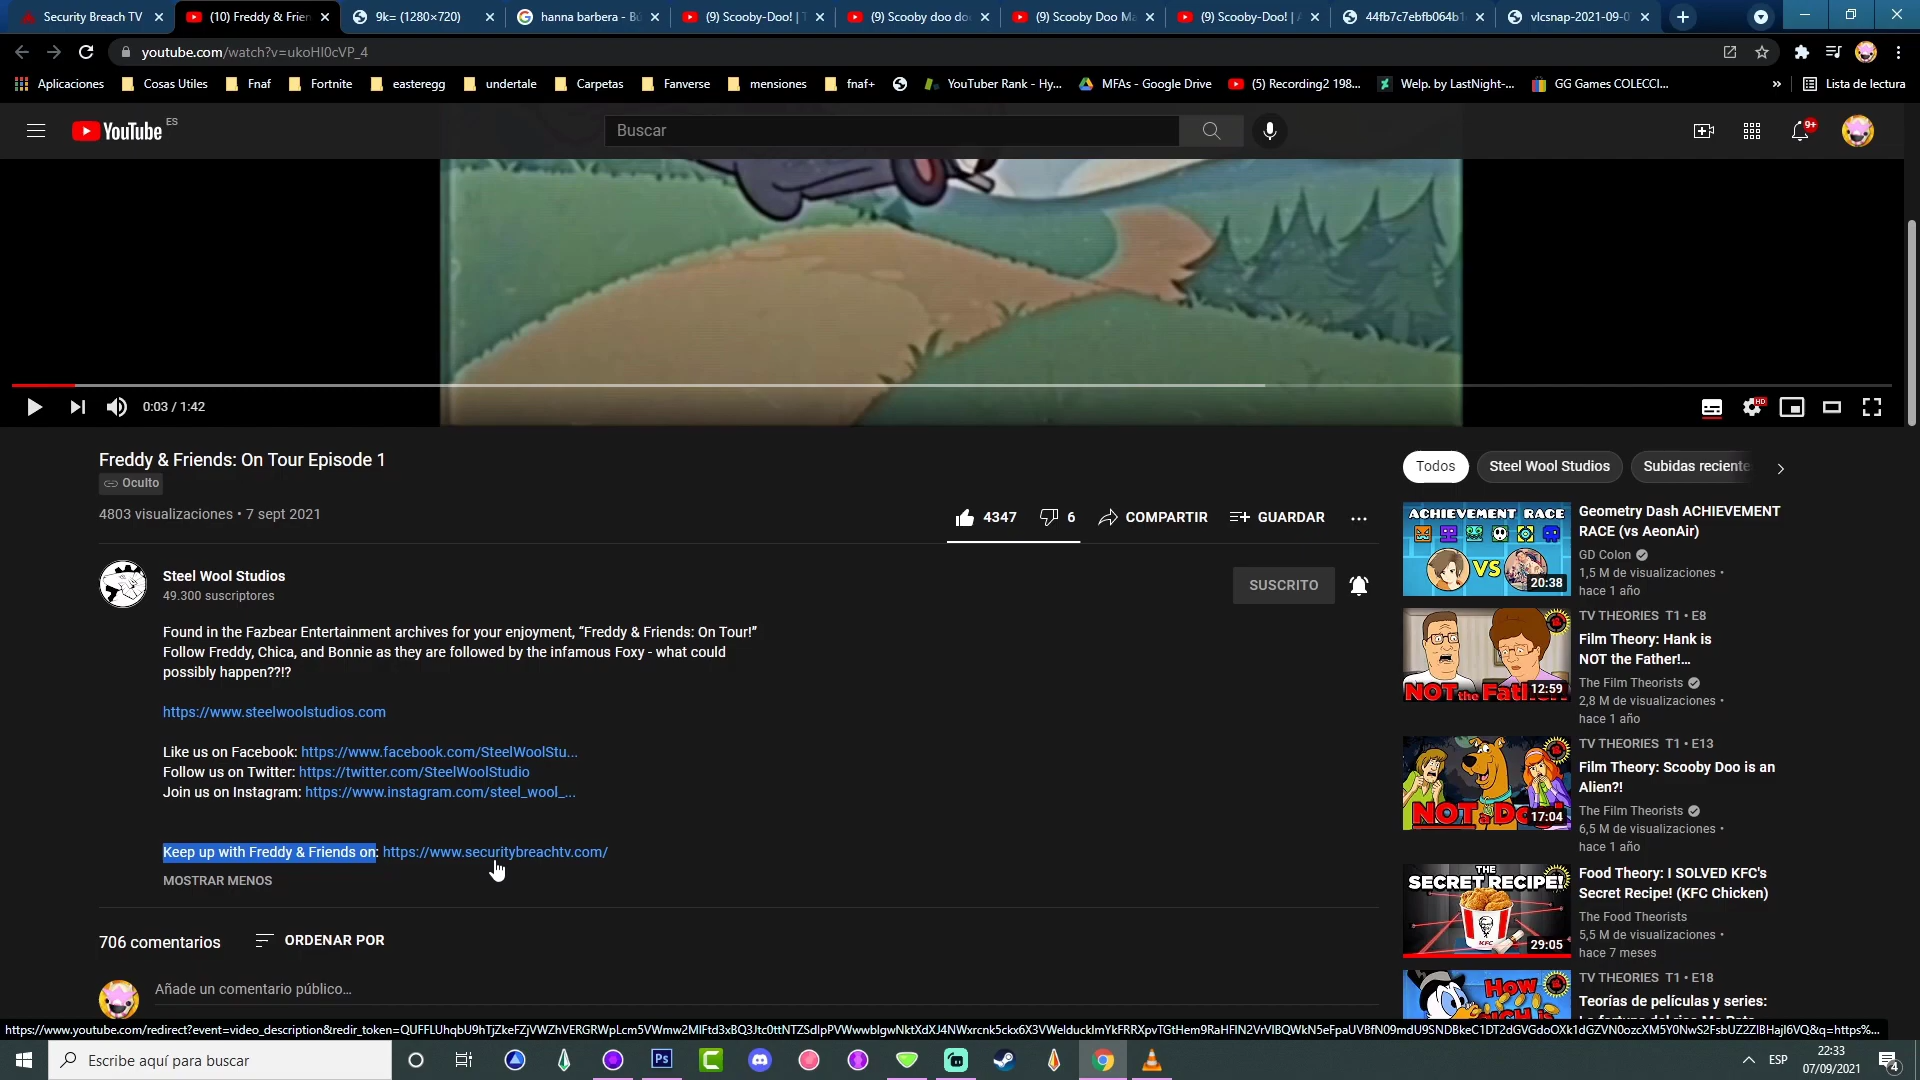 Security Breach TV
(10) Freddy & Frien
9k= (1280×720)
hanna barbera - Bú
(9) Scooby-Doo! | T
(9) Scooby doo do
(9) Scooby Doo Ma
(9) Scooby-Doo! | A
44fb7c7ebfb064b1
vlcsnap-2021-09-0
youtube.com/watch?v=ukoHI0cVP_4
Aplicaciones
Cosas Utiles
Fnaf
Fortnite
easteregg
undertale
Carpetas
Fanverse
mensiones
fnaf+
YouTuber Rank - Hy...
MFAs - Google Drive
(5) Recording2 198...
Welp. by LastNight-...
GG Games COLECCI...
»
Lista de lectura
YouTube ES
Buscar
9+
0:03 / 1:42
HD
Freddy & Friends: On Tour Episode 1
Oculto
4803 visualizaciones • 7 sept 2021
4347
6
COMPARTIR
GUARDAR
Steel Wool Studios
49.300 suscriptores
SUSCRITO
Found in the Fazbear Entertainment archives for your enjoyment, “Freddy & Friends: On Tour!”
Follow Freddy, Chica, and Bonnie as they are followed by the infamous Foxy - what could
possibly happen??!?
https://www.steelwoolstudios.com
Like us on Facebook: https://www.facebook.com/SteelWoolStu...
Follow us on Twitter: https://twitter.com/SteelWoolStudio
Join us on Instagram: https://www.instagram.com/steel_wool_...
Keep up with Freddy & Friends on: https://www.securitybreachtv.com/
MOSTRAR MENOS
706 comentarios
ORDENAR POR
Añade un comentario público...
Todos
Steel Wool Studios
Subidas reciente
ACHIEVEMENT RACE
VS
20:38
Geometry Dash ACHIEVEMENT
RACE (vs AeonAir)
GD Colon
1,5 M de visualizaciones •
hace 1 año
NOT the Fath
12:59
TV THEORIES T1 • E8
Film Theory: Hank is
NOT the Father!...
The Film Theorists
2,8 M de visualizaciones •
hace 1 año
NOT a Do
17:04
TV THEORIES T1 • E13
Film Theory: Scooby Doo is an
Alien?!
The Film Theorists
6,5 M de visualizaciones •
hace 1 año
THE
SECRET RECIPE!
KFC
29:05
Food Theory: I SOLVED KFC's
Secret Recipe! (KFC Chicken)
The Food Theorists
5,5 M de visualizaciones •
hace 7 meses
HOW
TV THEORIES T1 • E18
Teorías de películas y series:
Escribe aquí para buscar
Ps
ESP
22:33
07/09/2021
4